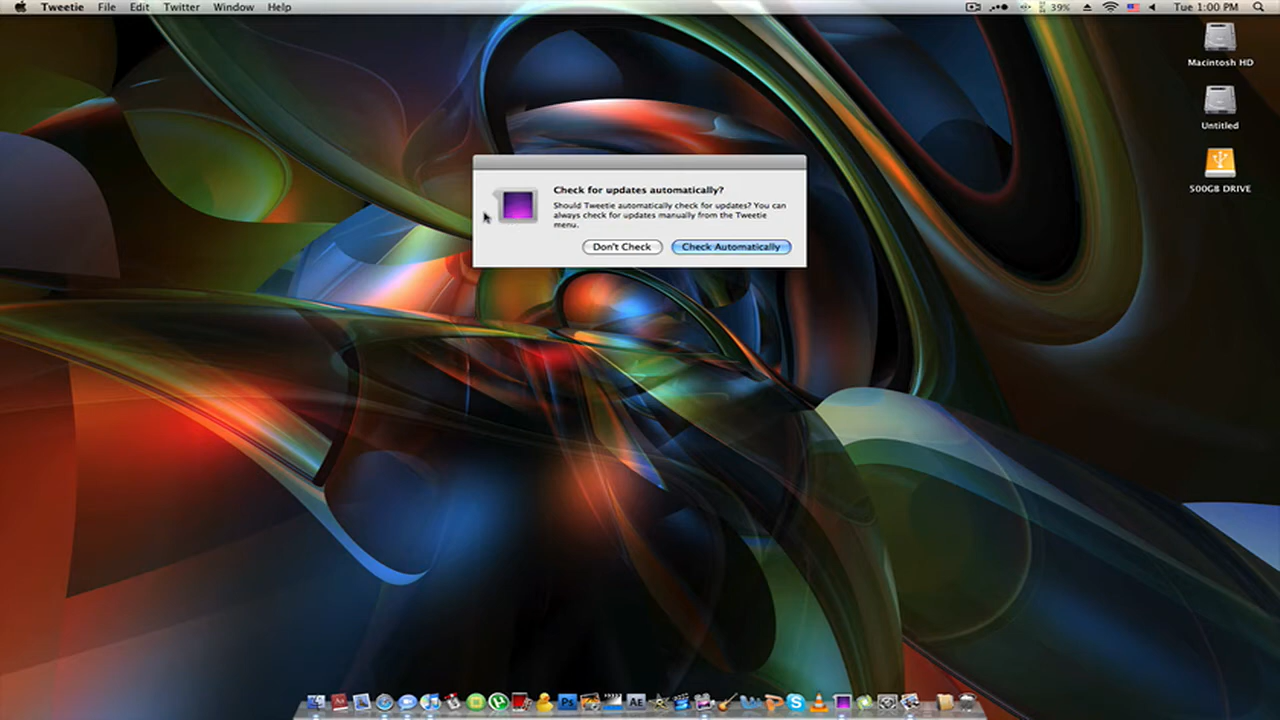 Tweetie File Edit Twitter Window Help 39% Tue 1:00 PM
Macintosh HD
Untitled
500GB DRIVE
Check for updates automatically?
Should Tweetie automatically check for updates? You can
always check for updates manually from the Tweetie
menu.
Don't Check Check Automatically
Ps AE